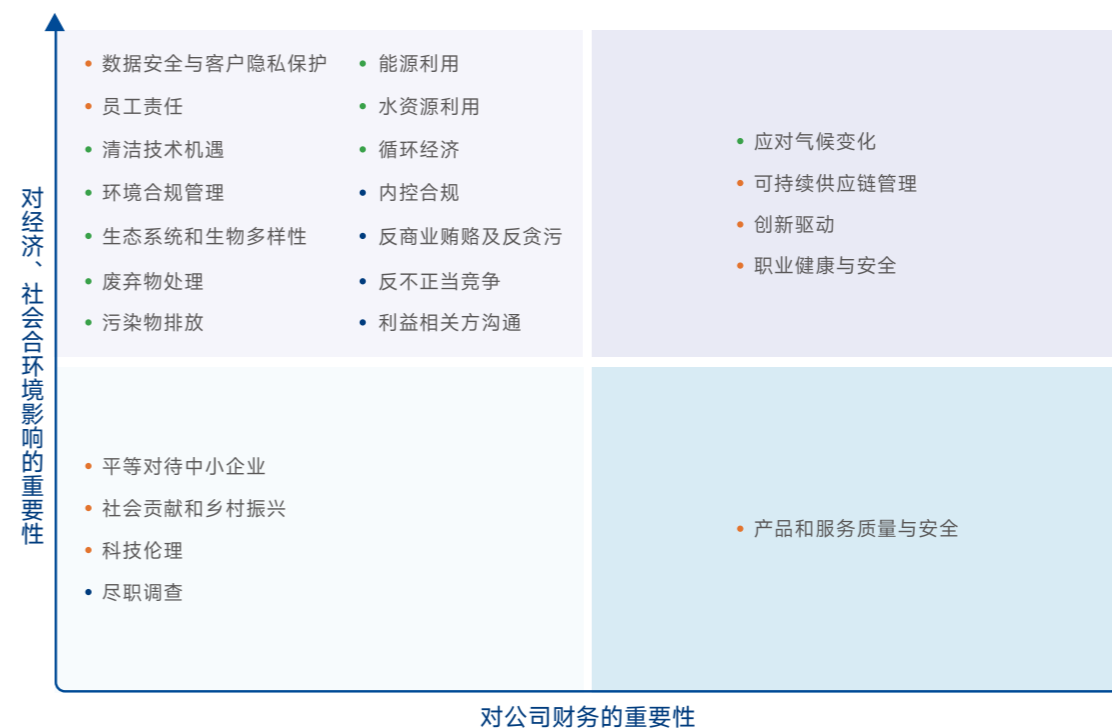 对经济、社会合环境影响的重要性
• 数据安全与客户隐私保护
• 员工责任
• 清洁技术机遇
• 环境合规管理
• 生态系统和生物多样性
• 废弃物处理
• 污染物排放
• 能源利用
• 水资源利用
• 循环经济
• 内控合规
• 反商业贿赂及反贪污
• 反不正当竞争
• 利益相关方沟通
• 应对气候变化
• 可持续供应链管理
• 创新驱动
• 职业健康与安全
• 平等对待中小企业
• 社会贡献和乡村振兴
• 科技伦理
• 尽职调查
• 产品和服务质量与安全
对公司财务的重要性